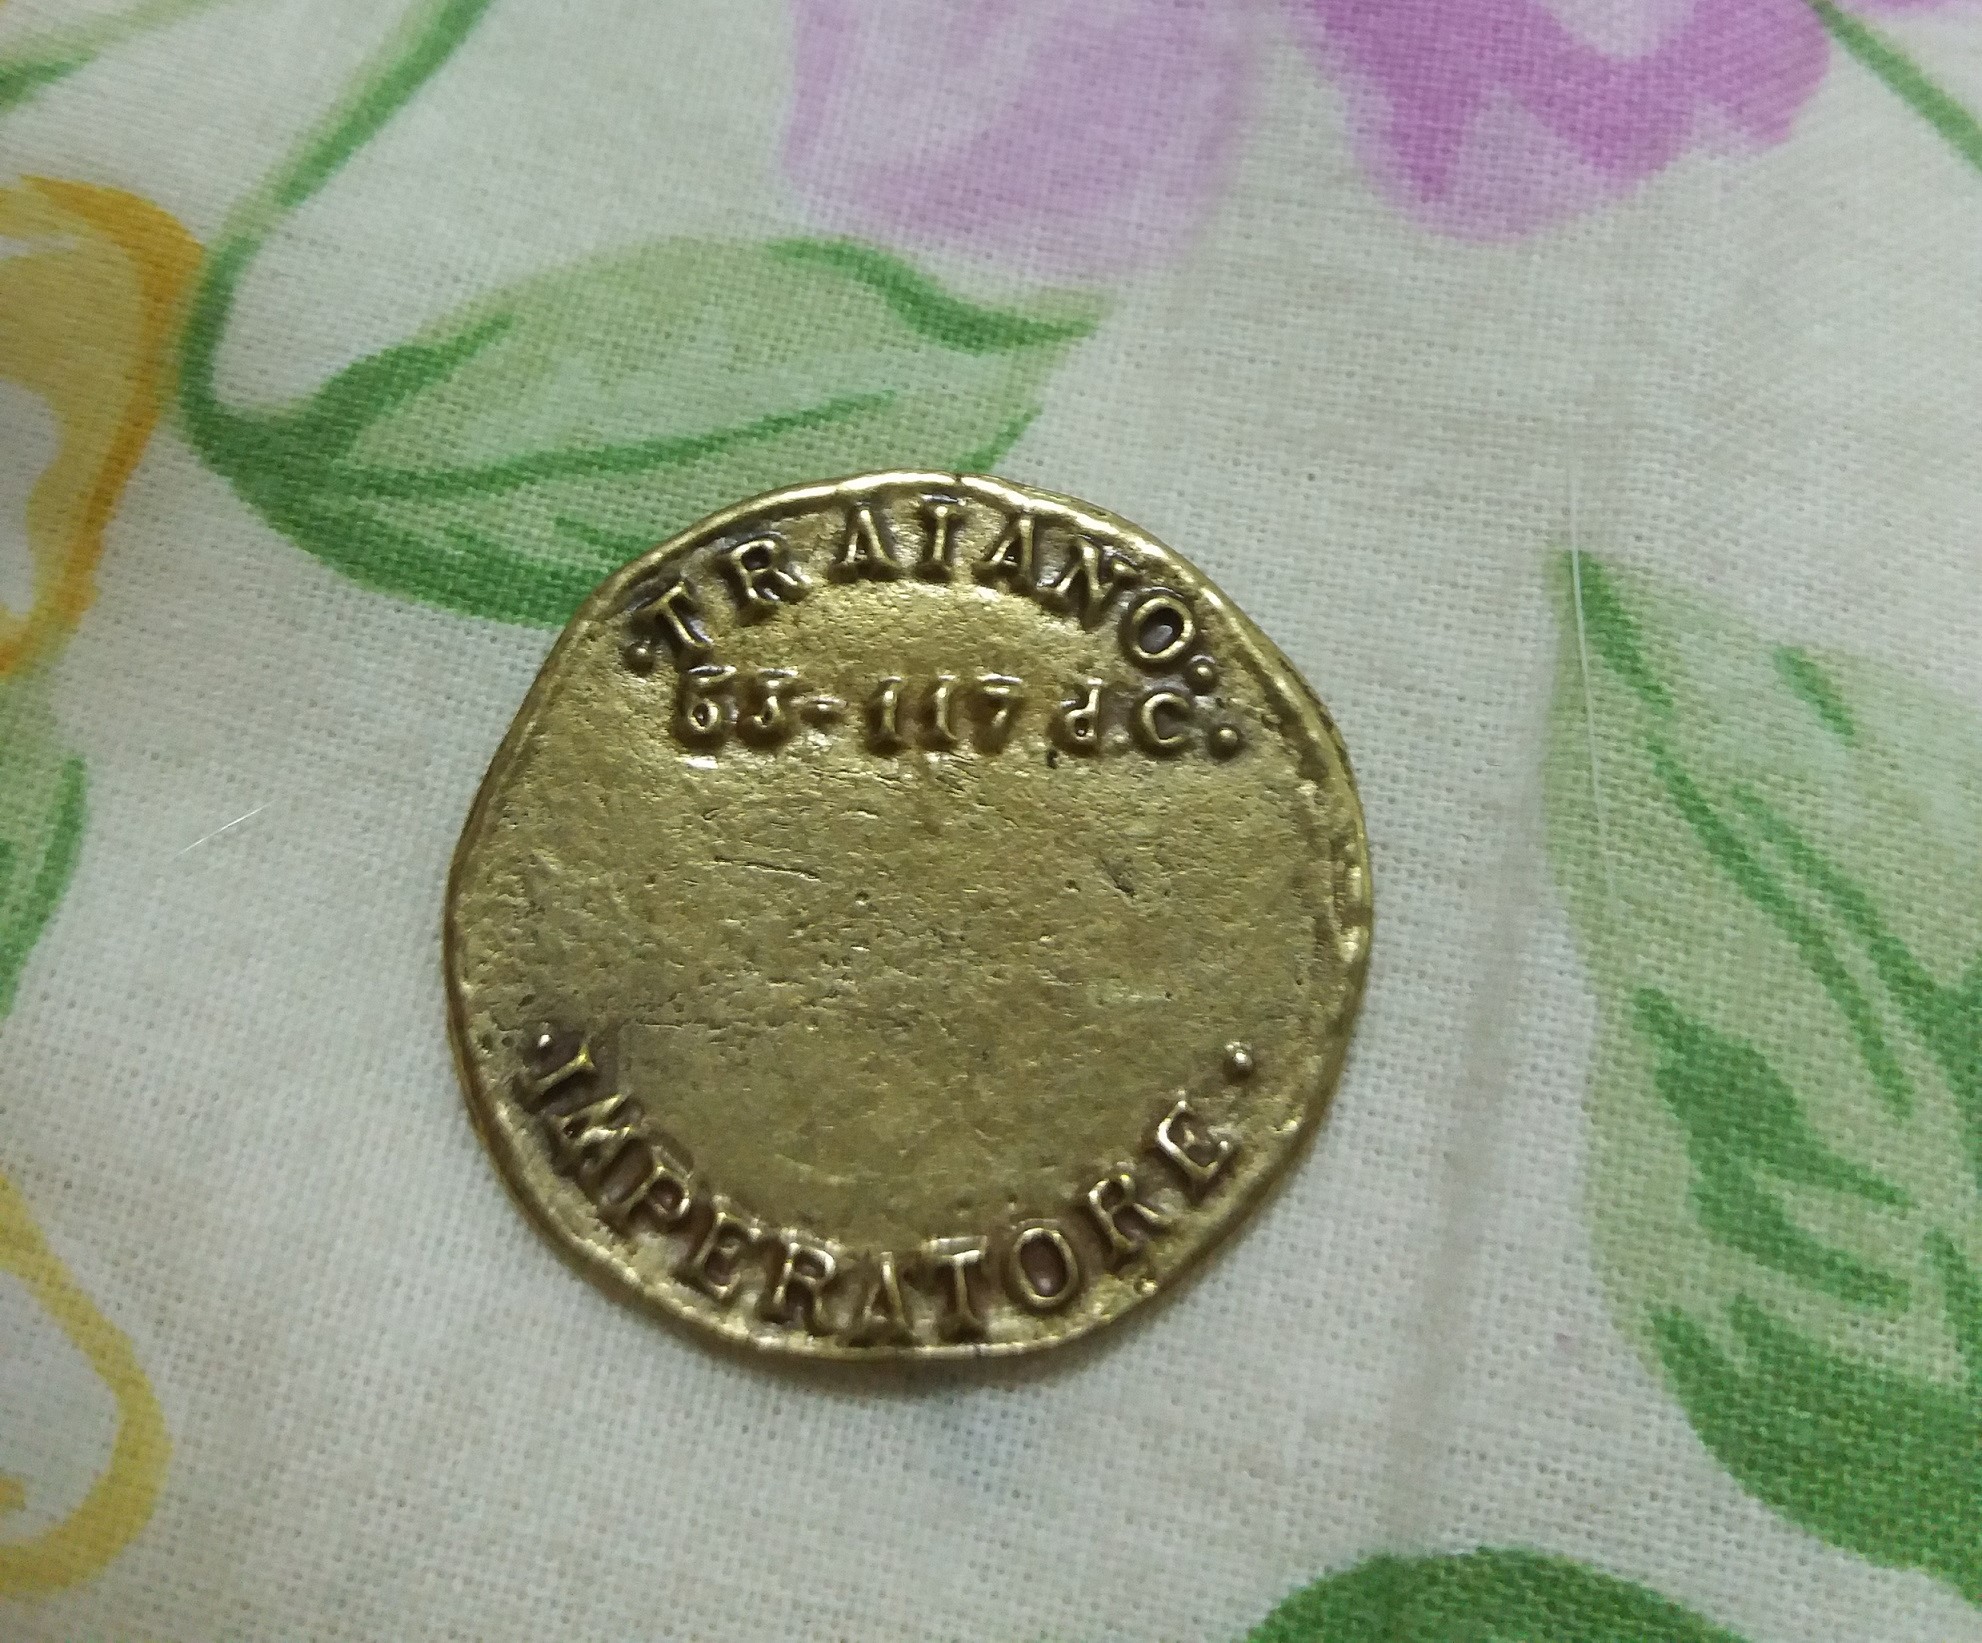 ·TRAIANO·
53-117 d.C.
·IMPERATORE·